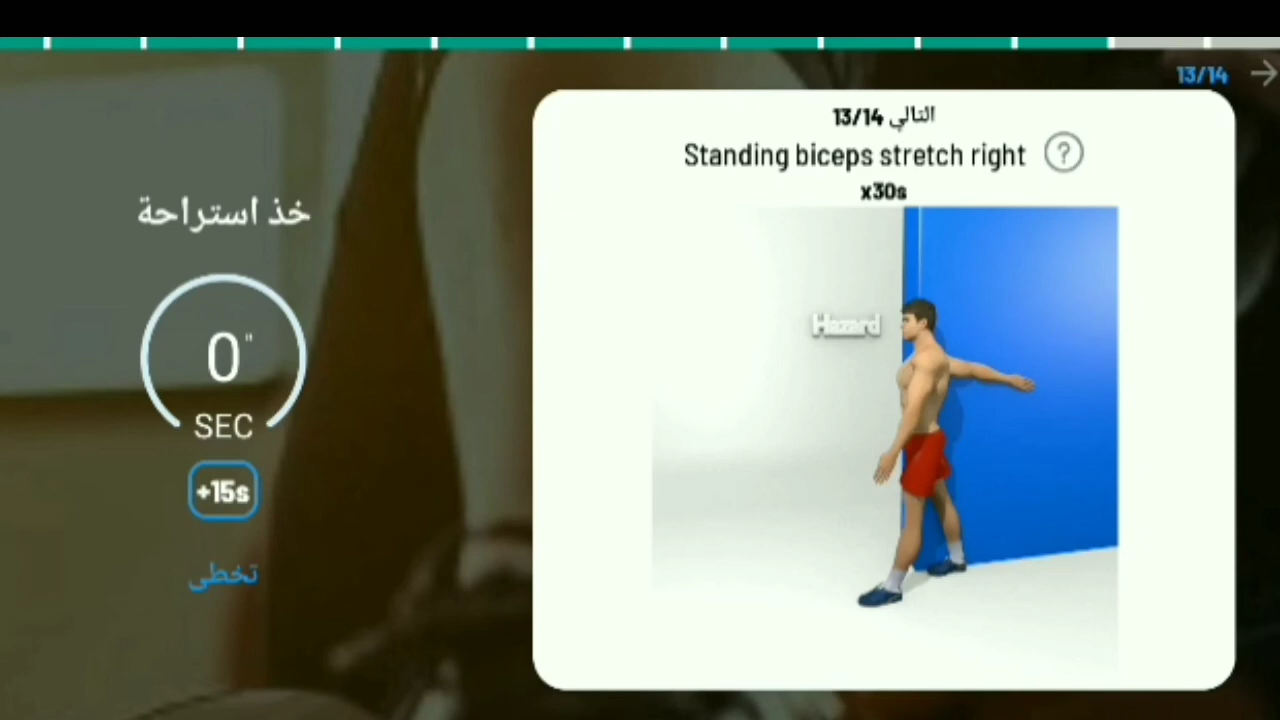 13/14
التالي 13/14
Standing biceps stretch right ?
x30s
Hazard
خذ استراحة
0"
SEC
+15s
تخطى